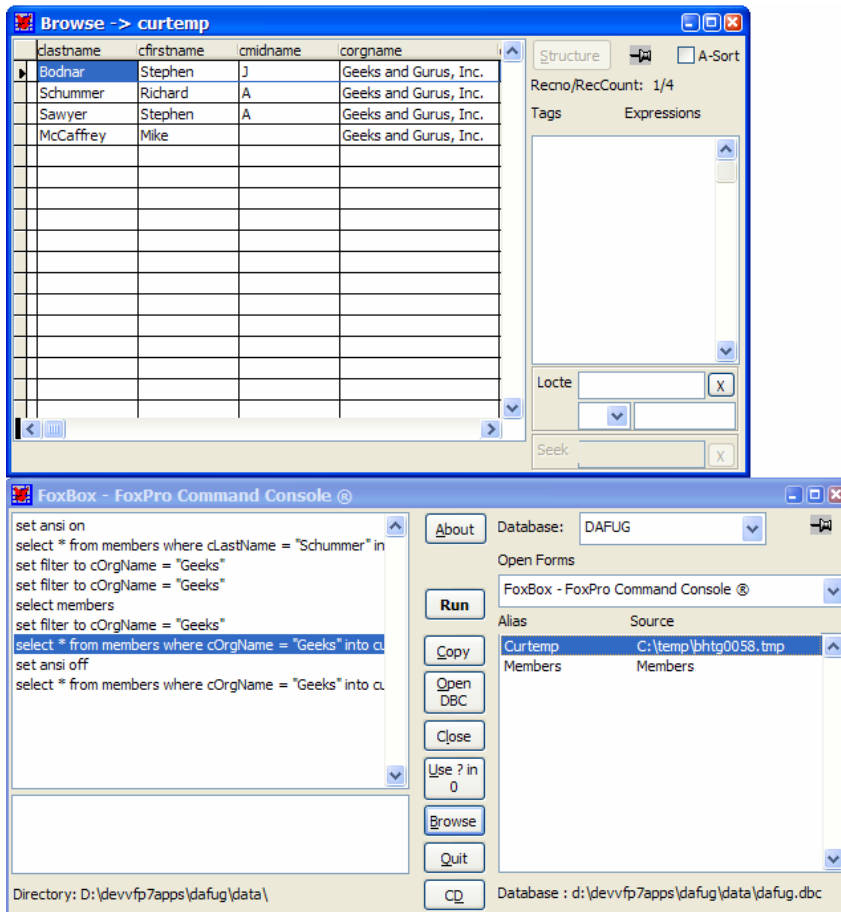 Browse -> curtemp
clastname cfirstname cmidname corgname
Bodnar Stephen J Geeks and Gurus, Inc.
Schummer Richard A Geeks and Gurus, Inc.
Sawyer Stephen A Geeks and Gurus, Inc.
McCaffrey Mike Geeks and Gurus, Inc.
Structure
A-Sort
Recno/RecCount: 1/4
Tags Expressions
Locte
X
Seek
X
FoxBox - FoxPro Command Console ®
set ansi on
select * from members where cLastName = "Schummer" in
set filter to cOrgName = "Geeks"
set filter to cOrgName = "Geeks"
select members
set filter to cOrgName = "Geeks"
select * from members where cOrgName = "Geeks" into cu
set ansi off
select * from members where cOrgName = "Geeks" into cu
Directory: D:\devvfp7apps\dafug\data\
About
Run
Copy
Open
DBC
Close
Use ? in
0
Browse
Quit
CD
Database: DAFUG
Open Forms
FoxBox - FoxPro Command Console ®
Alias Source
Curtemp C:\temp\bhtg0058.tmp
Members Members
Database : d:\devvfp7apps\dafug\data\dafug.dbc